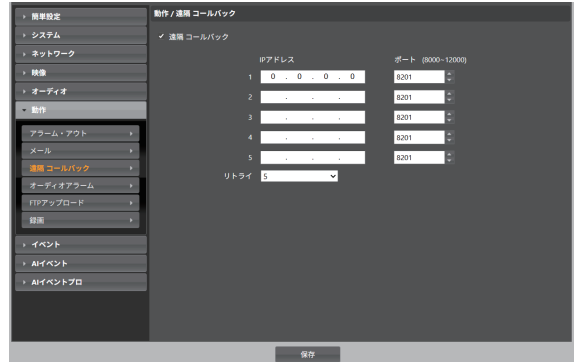 簡単設定
システム
ネットワーク
映像
オーディオ
動作
アラーム・アウト
メール
遠隔 コールバック
オーディオアラーム
FTPアップロード
録画
イベント
AIイベント
AIイベントプロ
動作 / 遠隔 コールバック
遠隔 コールバック
IPアドレス ポート (8000~12000)
1 0 . 0 . 0 . 0 8201
2 . . . 8201
3 . . . 8201
4 . . . 8201
5 . . . 8201
リトライ 5
保存